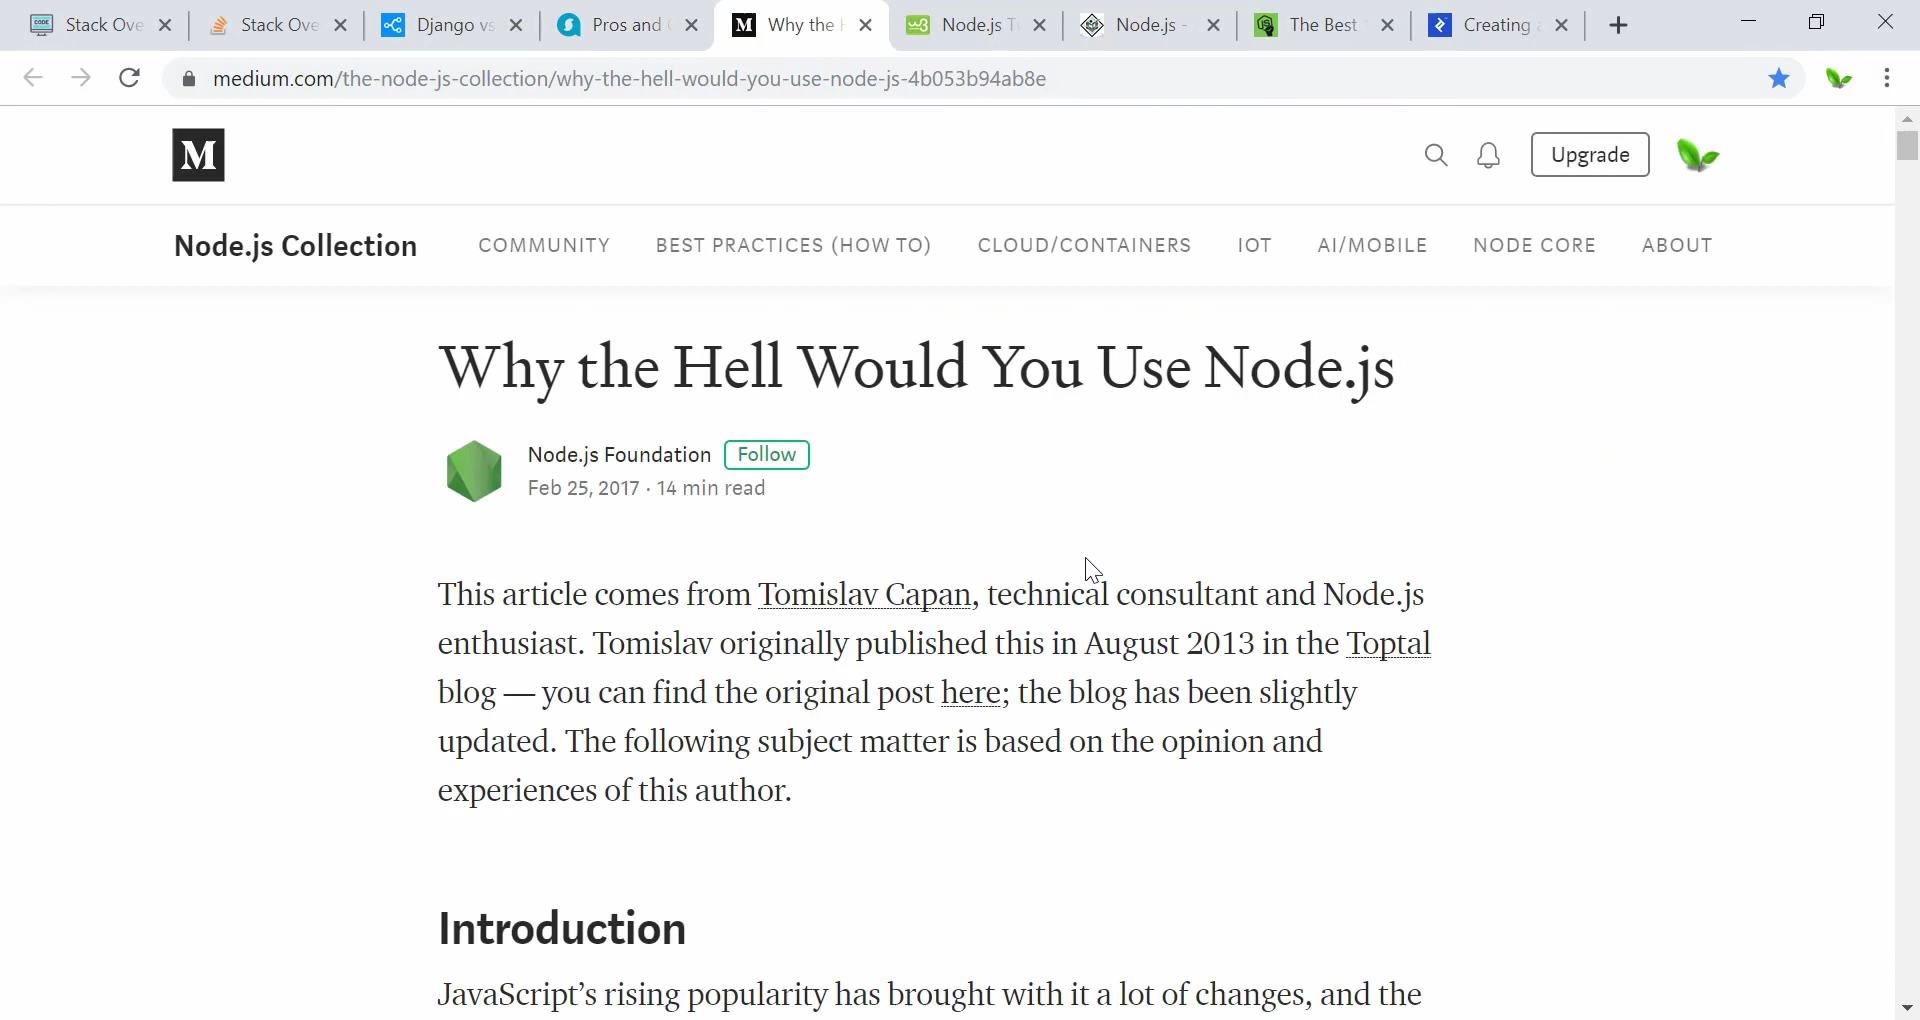 Stack Ove
Stack Ove
Django vs
Pros and
Why the
Node.js T
Node.js -
The Best
Creating
medium.com/the-node-js-collection/why-the-hell-would-you-use-node-js-4b053b94ab8e
M
Upgrade
Node.js Collection
COMMUNITY
BEST PRACTICES (HOW TO)
CLOUD/CONTAINERS
IOT
AI/MOBILE
NODE CORE
ABOUT
Why the Hell Would You Use Node.js
Node.js Foundation
Follow
Feb 25, 2017 · 14 min read
This article comes from Tomislav Capan, technical consultant and Node.js
enthusiast. Tomislav originally published this in August 2013 in the Toptal
blog — you can find the original post here; the blog has been slightly
updated. The following subject matter is based on the opinion and
experiences of this author.
Introduction
JavaScript’s rising popularity has brought with it a lot of changes, and the